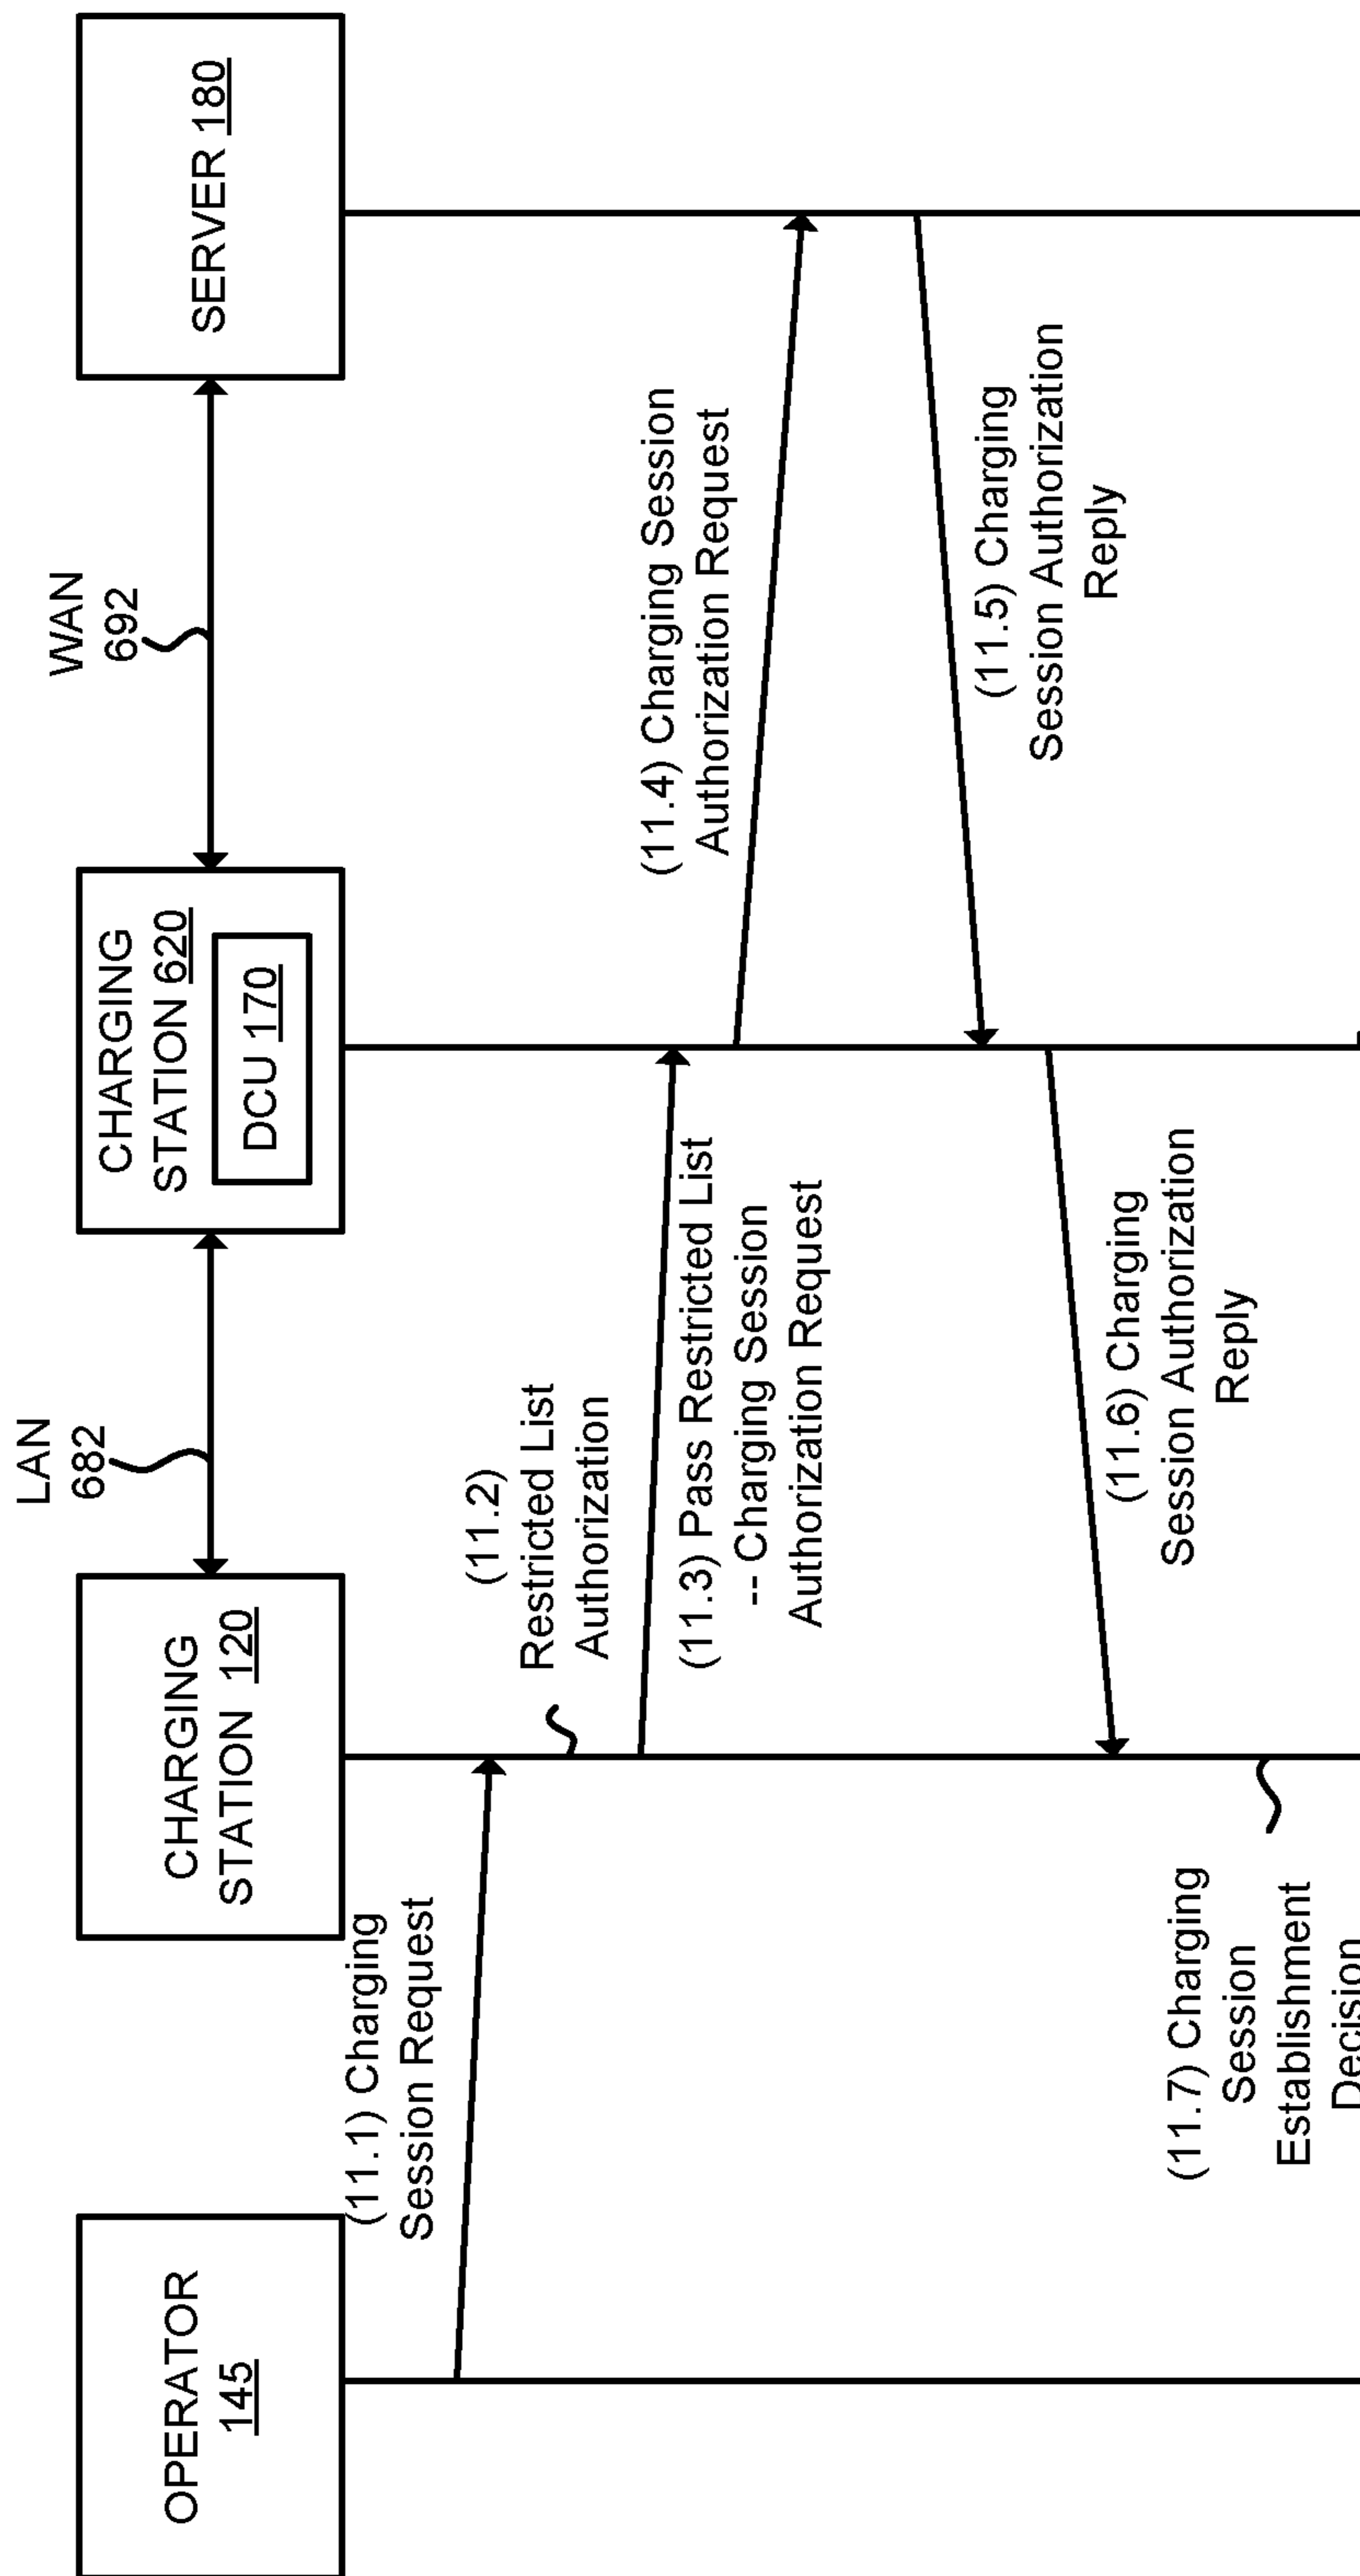 OPERATOR
145
CHARGING
STATION 120
LAN
682
CHARGING
STATION 620
DCU 170
WAN
692
SERVER 180
(11.1) Charging
Session Request
(11.2)
Restricted List
Authorization
(11.3) Pass Restricted List
-- Charging Session
Authorization Request
(11.4) Charging Session
Authorization Request
(11.5) Charging
Session Authorization
Reply
(11.6) Charging
Session Authorization
Reply
(11.7) Charging
Session
Establishment
Decision